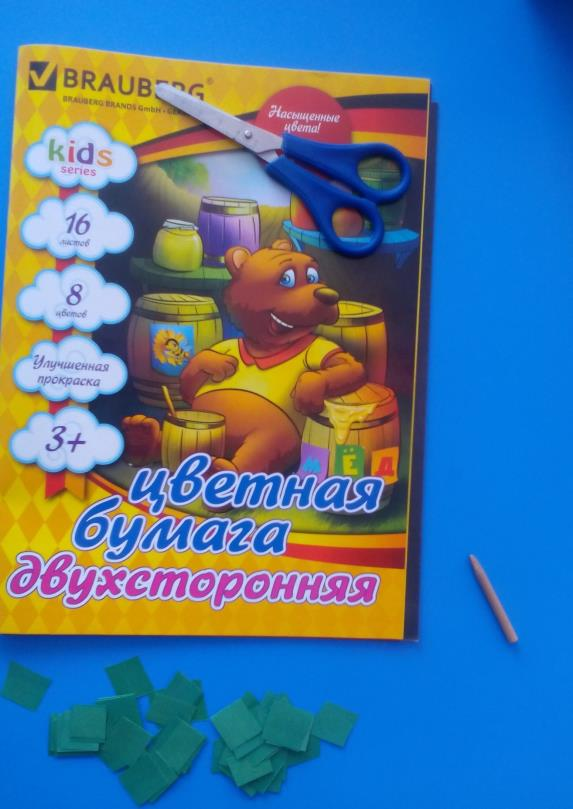 BRAUBERG®
BRAUBERG BRANDS GmbH • GER
Насыщенные
цвета!
kids
series
16
листов
8
цветов
Улучшенная
прокраска
3+
МЁД
цветная
бумага
двухсторонняя